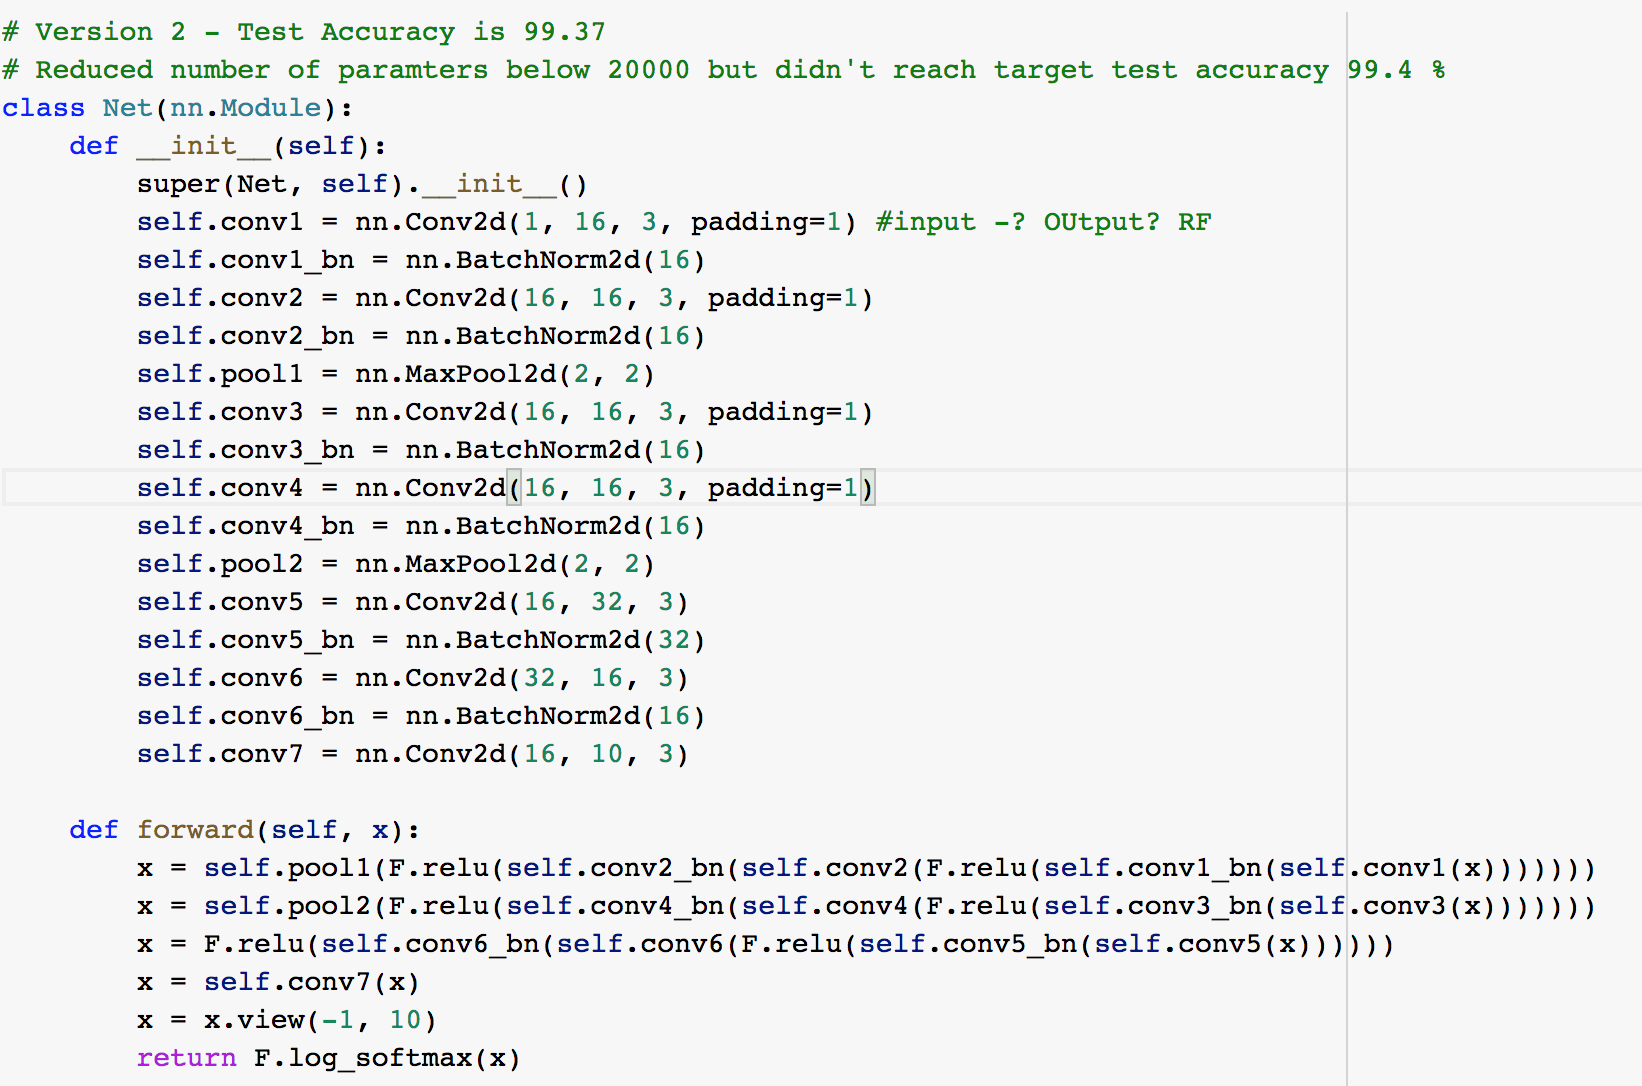 # Version 2 - Test Accuracy is 99.37
# Reduced number of paramters below 20000 but didn't reach target test accuracy 99.4 %
class Net(nn.Module):
    def __init__(self):
        super(Net, self).__init__()
        self.conv1 = nn.Conv2d(1, 16, 3, padding=1) #input -? OUtput? RF
        self.conv1_bn = nn.BatchNorm2d(16)
        self.conv2 = nn.Conv2d(16, 16, 3, padding=1)
        self.conv2_bn = nn.BatchNorm2d(16)
        self.pool1 = nn.MaxPool2d(2, 2)
        self.conv3 = nn.Conv2d(16, 16, 3, padding=1)
        self.conv3_bn = nn.BatchNorm2d(16)
        self.conv4 = nn.Conv2d(16, 16, 3, padding=1)
        self.conv4_bn = nn.BatchNorm2d(16)
        self.pool2 = nn.MaxPool2d(2, 2)
        self.conv5 = nn.Conv2d(16, 32, 3)
        self.conv5_bn = nn.BatchNorm2d(32)
        self.conv6 = nn.Conv2d(32, 16, 3)
        self.conv6_bn = nn.BatchNorm2d(16)
        self.conv7 = nn.Conv2d(16, 10, 3)

    def forward(self, x):
        x = self.pool1(F.relu(self.conv2_bn(self.conv2(F.relu(self.conv1_bn(self.conv1(x)))))))
        x = self.pool2(F.relu(self.conv4_bn(self.conv4(F.relu(self.conv3_bn(self.conv3(x)))))))
        x = F.relu(self.conv6_bn(self.conv6(F.relu(self.conv5_bn(self.conv5(x))))))
        x = self.conv7(x)
        x = x.view(-1, 10)
        return F.log_softmax(x)